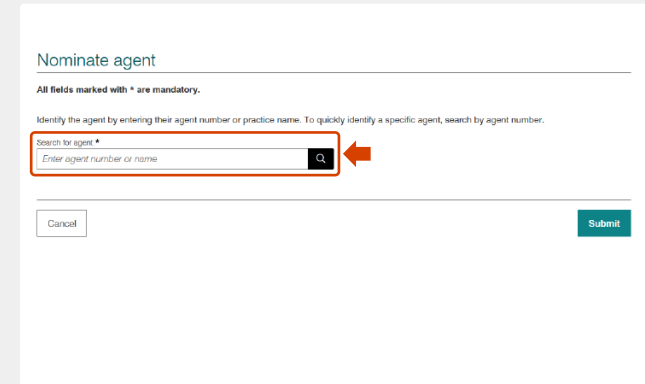 Nominate agent
All fields marked with * are mandatory.
Identify the agent by entering their agent number or practice name. To quickly identify a specific agent, search by agent number.
Search for agent *
Enter agent number or name
Cancel
Submit